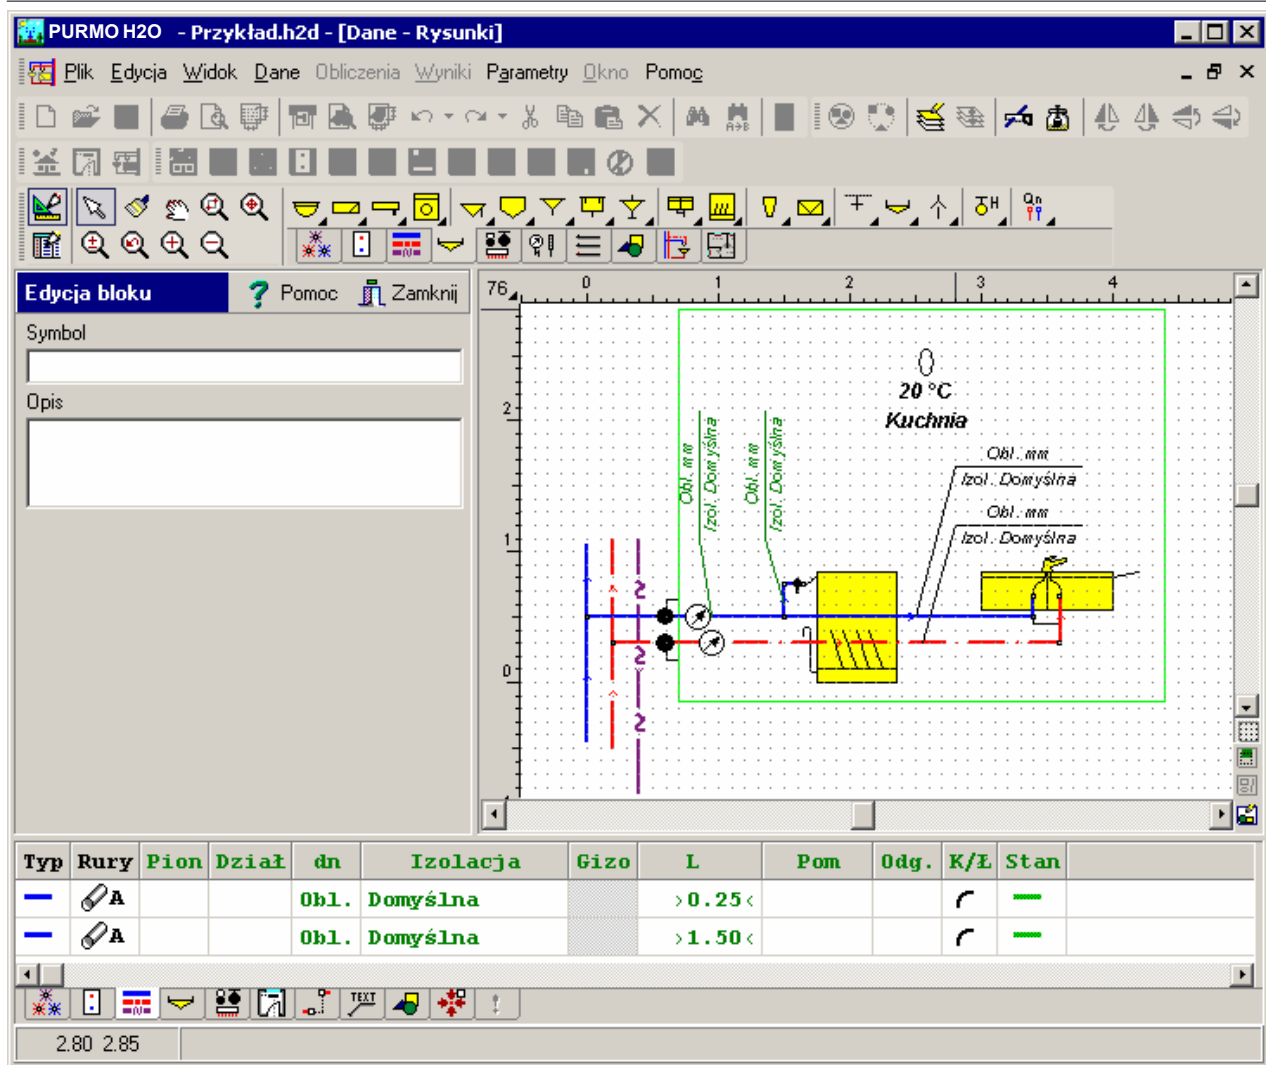 PURMO H2O - Przykład.h2d - [Dane - Rysunki]
Plik Edycja Widok Dane Obliczenia Wyniki Parametry Okno Pomoc
A→B
H Qn
Edycja bloku ? Pomoc Zamknij
Symbol
Opis
76 0 1 2 3 4
2
1
0
20 °C
Kuchnia
Obl. mm
Izol. Domyślna
Obl. mm
Izol. Domyślna
Obl. mm
Izol. Domyślna
Obl. mm
Izol. Domyślna
Typ Rury Pion Dział dn Izolacja Gizo L Pom Odg. K/Ł Stan
A Obl. Domyślna >0.25<
A Obl. Domyślna >1.50<
TEXT
2.80 2.85